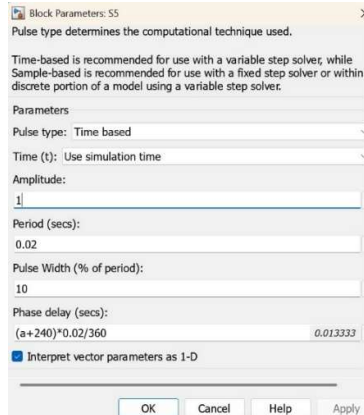 Block Parameters: S5
Pulse type determines the computational technique used.
Time-based is recommended for use with a variable step solver, while
Sample-based is recommended for use with a fixed step solver or within
discrete portion of a model using a variable step solver.
Parameters
Pulse type: Time based
Time (t): Use simulation time
Amplitude:
1
Period (secs):
0.02
Pulse Width (% of period):
10
Phase delay (secs):
(a+240)*0.02/360 0.013333
Interpret vector parameters as 1-D
OK Cancel Help Apply